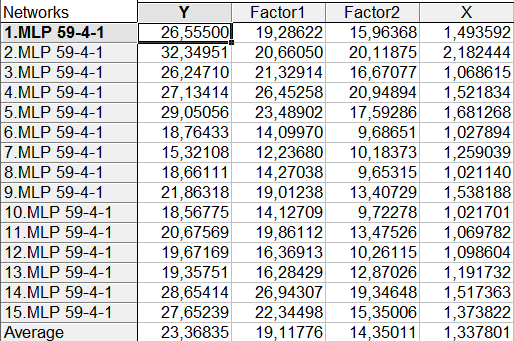 Networks Y Factor1 Factor2 X
1.MLP 59-4-1 26,55500 19,28622 15,96368 1,493592
2.MLP 59-4-1 32,34951 20,66050 20,11875 2,182444
3.MLP 59-4-1 26,24710 21,32914 16,67077 1,068615
4.MLP 59-4-1 27,13414 26,45258 20,94894 1,521834
5.MLP 59-4-1 29,05056 23,48902 17,59286 1,681268
6.MLP 59-4-1 18,76433 14,09970 9,68651 1,027894
7.MLP 59-4-1 15,32108 12,23680 10,18373 1,259039
8.MLP 59-4-1 18,66111 14,27038 9,65315 1,021140
9.MLP 59-4-1 21,86318 19,01238 13,40729 1,538188
10.MLP 59-4-1 18,56775 14,12709 9,72278 1,021701
11.MLP 59-4-1 20,67569 19,86112 13,47526 1,069782
12.MLP 59-4-1 19,67169 16,36913 10,26115 1,098604
13.MLP 59-4-1 19,35751 16,28429 12,87026 1,191732
14.MLP 59-4-1 28,65414 26,94307 19,34648 1,517363
15.MLP 59-4-1 27,65239 22,34498 15,35006 1,373822
Average 23,36835 19,11776 14,35011 1,337801